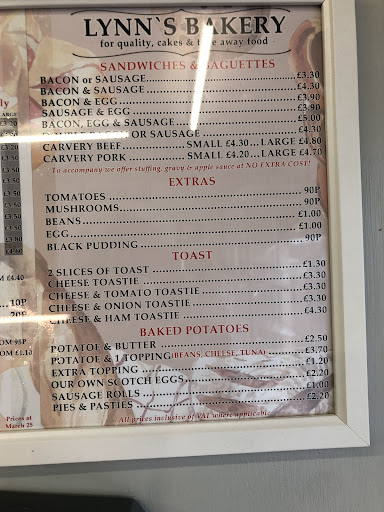 LYNN`S BAKERY
for quality, cakes & take away food
SANDWICHES & BAGUETTES
BACON or SAUSAGE £3.30
BACON & SAUSAGE £4.30
BACON & EGG £3.90
SAUSAGE & EGG £3.90
BACON, EGG & SAUSAGE £5.00
OR SAUSAGE £4.30
CARVERY BEEF SMALL £4.30 LARGE £4.80
CARVERY PORK SMALL £4.20 LARGE £4.70
To accompany we offer stuffing, gravy & apple sauce at NO EXTRA COST!
EXTRAS
TOMATOES 90P
MUSHROOMS 90P
BEANS £1.00
EGG £1.00
BLACK PUDDING 90P
TOAST
2 SLICES OF TOAST £1.30
CHEESE TOASTIE £3.30
CHEESE & TOMATO TOASTIE £3.30
CHEESE & ONION TOASTIE £3.30
CHEESE & HAM TOASTIE £4.30
BAKED POTATOES
POTATOE & BUTTER £2.50
POTATOE & 1 TOPPING (BEANS, CHEESE, TUNA) £3.70
EXTRA TOPPING £1.20
OUR OWN SCOTCH EGGS £2.20
SAUSAGE ROLLS £1.00
PIES & PASTIES £2.20
All prices inclusive of VAT where applicable
Prices at
March 25